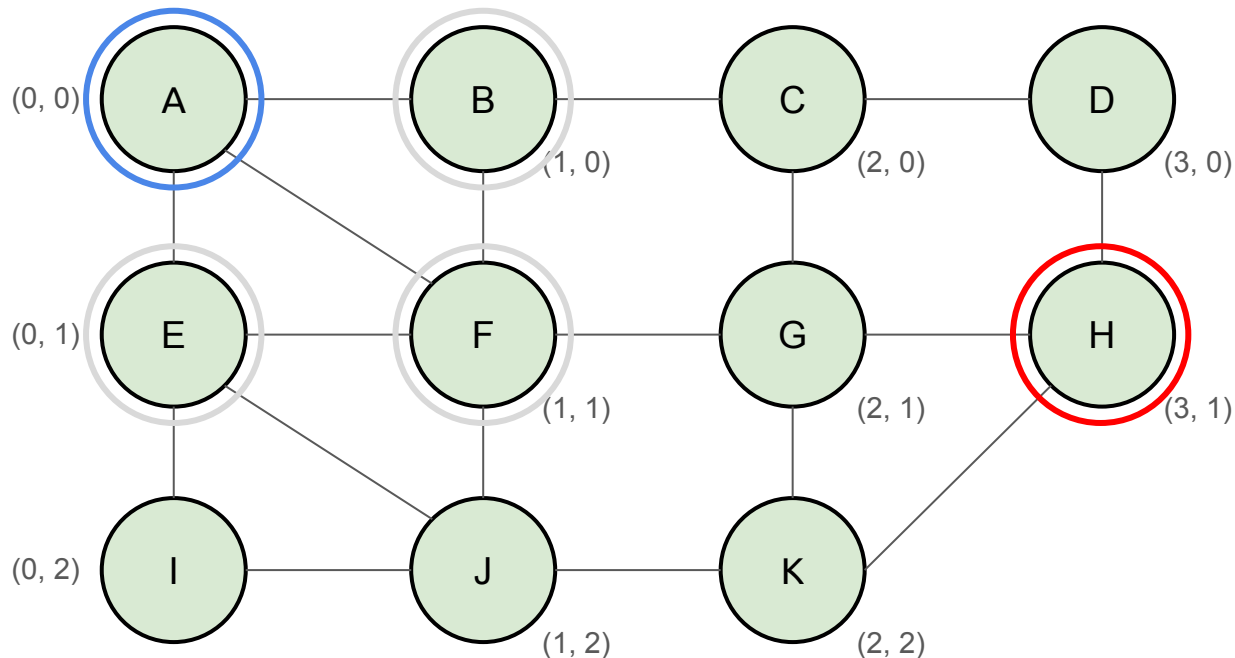 (0, 0) A B C D
(1, 0) (2, 0) (3, 0)
(0, 1) E F G H
(1, 1) (2, 1) (3, 1)
(0, 2) I J K
(1, 2) (2, 2)